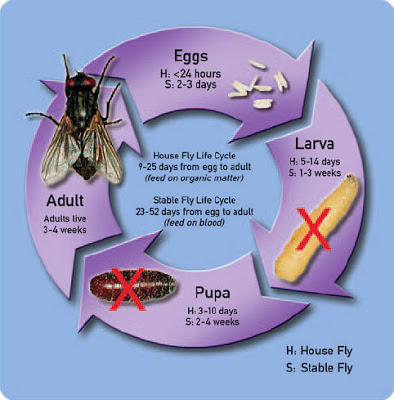 Eggs
H: <24 hours
S: 2-3 days
Larva
H: 5-14 days
S: 1-3 weeks
House Fly Life Cycle
9-25 days from egg to adult
(feed on organic matter)
Stable Fly Life Cycle
23-52 days from egg to adult
(feed on blood)
Adult
Adults live
3-4 weeks
X
X
Pupa
H: 3-10 days
S: 2-4 weeks
H: House Fly
S: Stable Fly